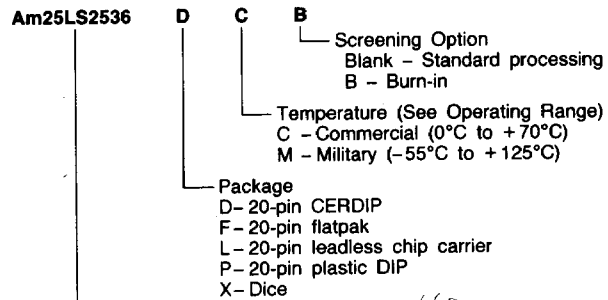 Am25LS2536 D C B
Screening Option
Blank – Standard processing
B – Burn-in
Temperature (See Operating Range)
C – Commercial (0°C to +70°C)
M – Military (–55°C to +125°C)
Package
D– 20-pin CERDIP
F– 20-pin flatpak
L– 20-pin leadless chip carrier
P– 20-pin plastic DIP
X– Dice